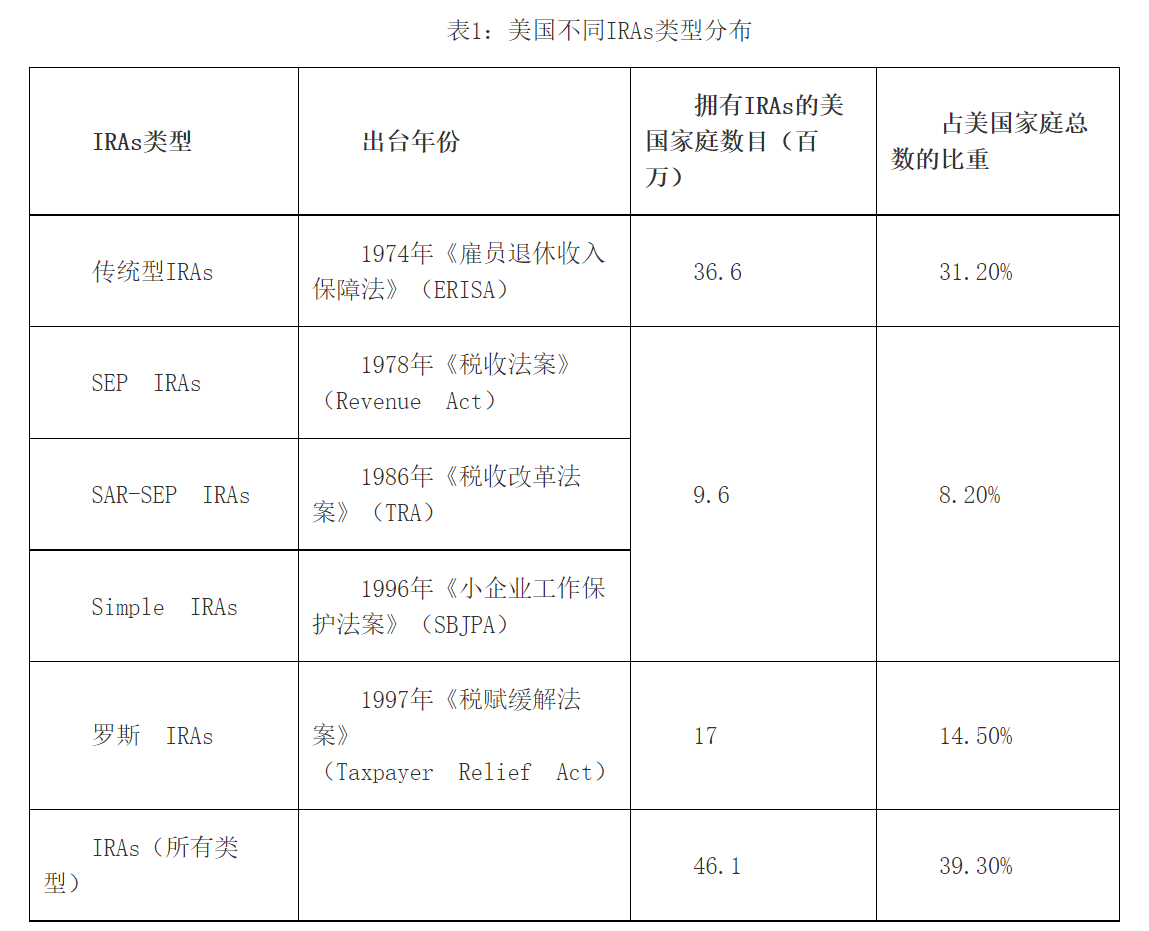 表1：美国不同IRAs类型分布
IRAs类型
出台年份
拥有IRAs的美
国家庭数目（百
万）
占美国家庭总
数的比重
传统型IRAs
1974年《雇员退休收入
保障法》（ERISA）
36.6
31.20%
SEP IRAs
1978年《税收法案》
（Revenue Act）
SAR-SEP IRAs
1986年《税收改革法
案》（TRA）
9.6
8.20%
Simple IRAs
1996年《小企业工作保
护法案》（SBJPA）
罗斯 IRAs
1997年《税赋缓解法
案》
（Taxpayer Relief Act）
17
14.50%
IRAs（所有类
型）
46.1
39.30%